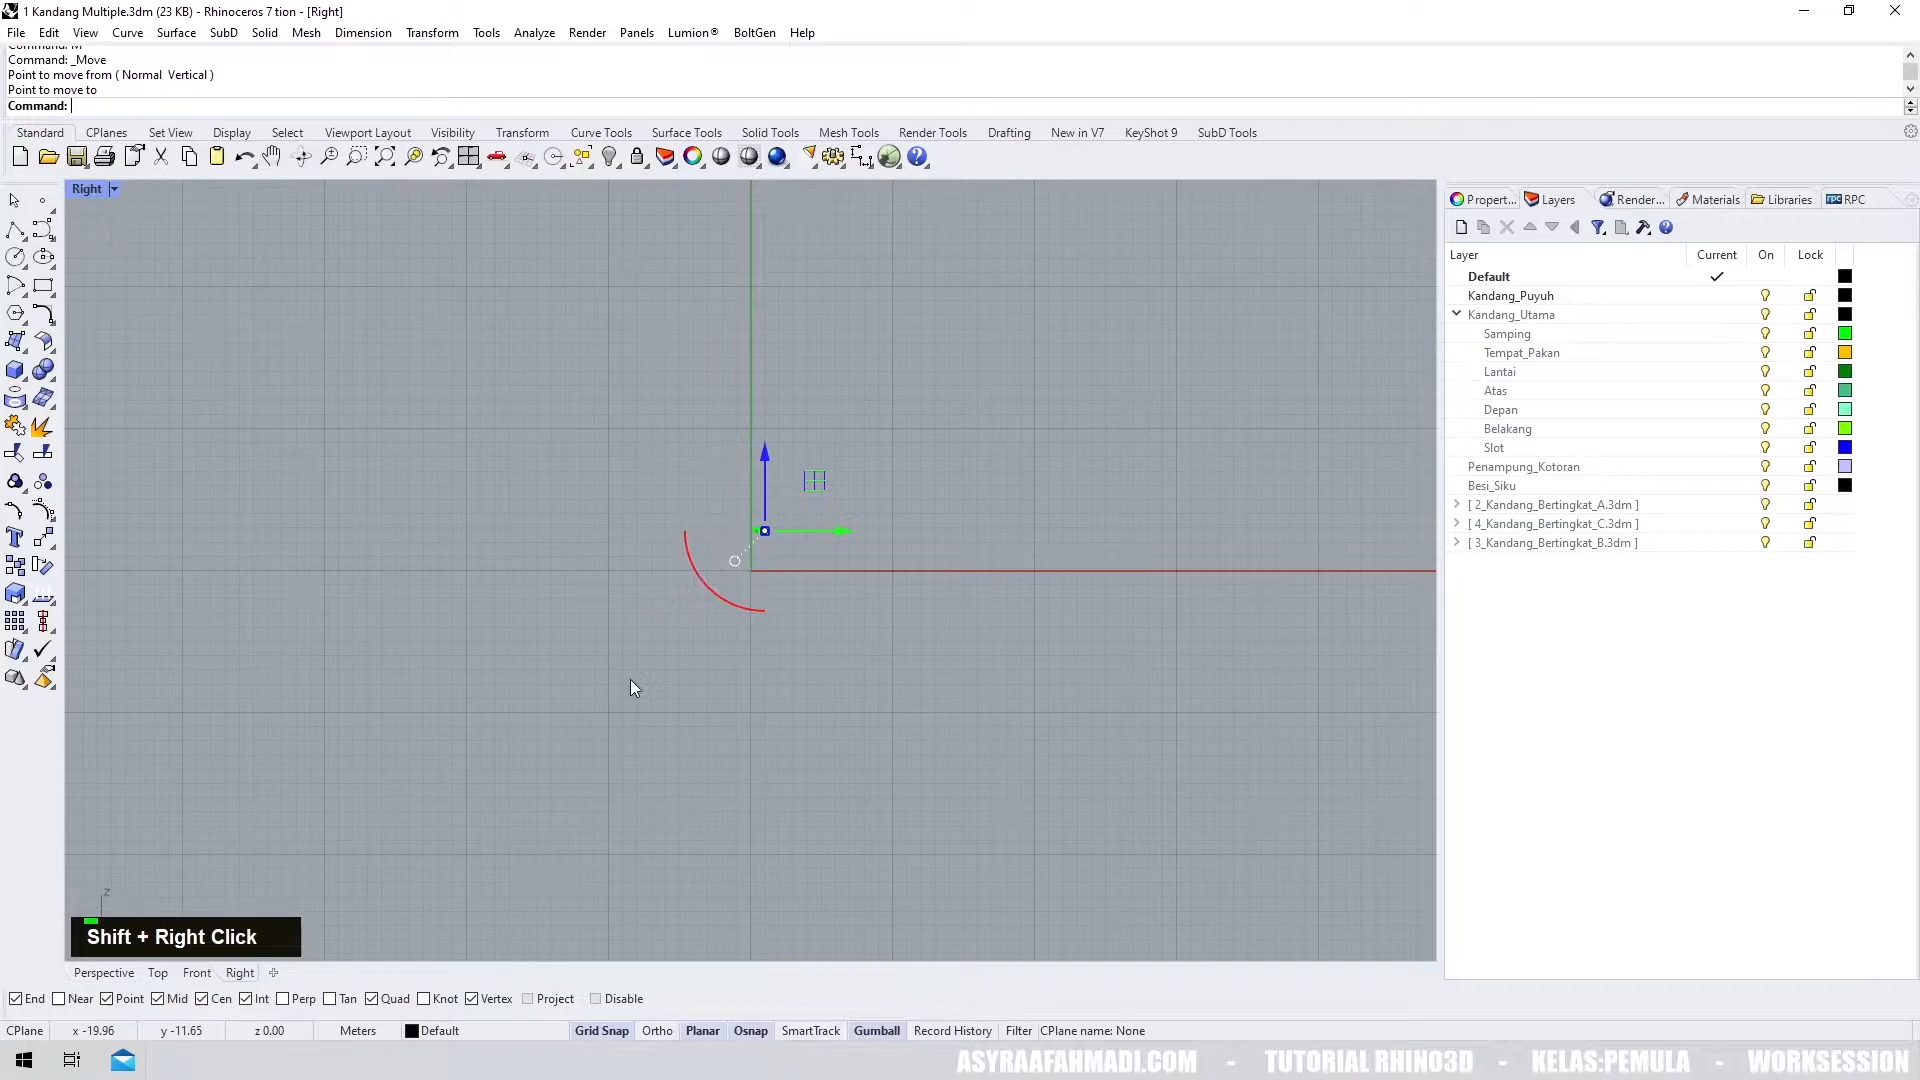 1 Kandang Multiple.3dm (23 KB) - Rhinoceros 7 tion - [Right]
File Edit View Curve Surface SubD Solid Mesh Dimension Transform Tools Analyze Render Panels Lumion® BoltGen Help
Command: M
Command: _Move
Point to move from ( Normal Vertical )
Point to move to
Command:
Standard CPlanes Set View Display Select Viewport Layout Visibility Transform Curve Tools Surface Tools Solid Tools Mesh Tools Render Tools Drafting New in V7 KeyShot 9 SubD Tools
Right
Propert... Layers Render... Materials Libraries RPC
Layer Current On Lock
Default
Kandang_Puyuh
Kandang_Utama
Samping
Tempat_Pakan
Lantai
Atas
Depan
Belakang
Slot
Penampung_Kotoran
Besi_Siku
[ 2_Kandang_Bertingkat_A.3dm ]
[ 4_Kandang_Bertingkat_C.3dm ]
[ 3_Kandang_Bertingkat_B.3dm ]
z
Shift + Right Click
Perspective Top Front Right
End Near Point Mid Cen Int Perp Tan Quad Knot Vertex Project Disable
CPlane x -19.96 y -11.65 z 0.00 Meters Default Grid Snap Ortho Planar Osnap SmartTrack Gumball Record History Filter CPlane name: None
ASYRAAFAHMADI.COM - TUTORIAL RHINO3D - KELAS:PEMULA - WORKSESSION